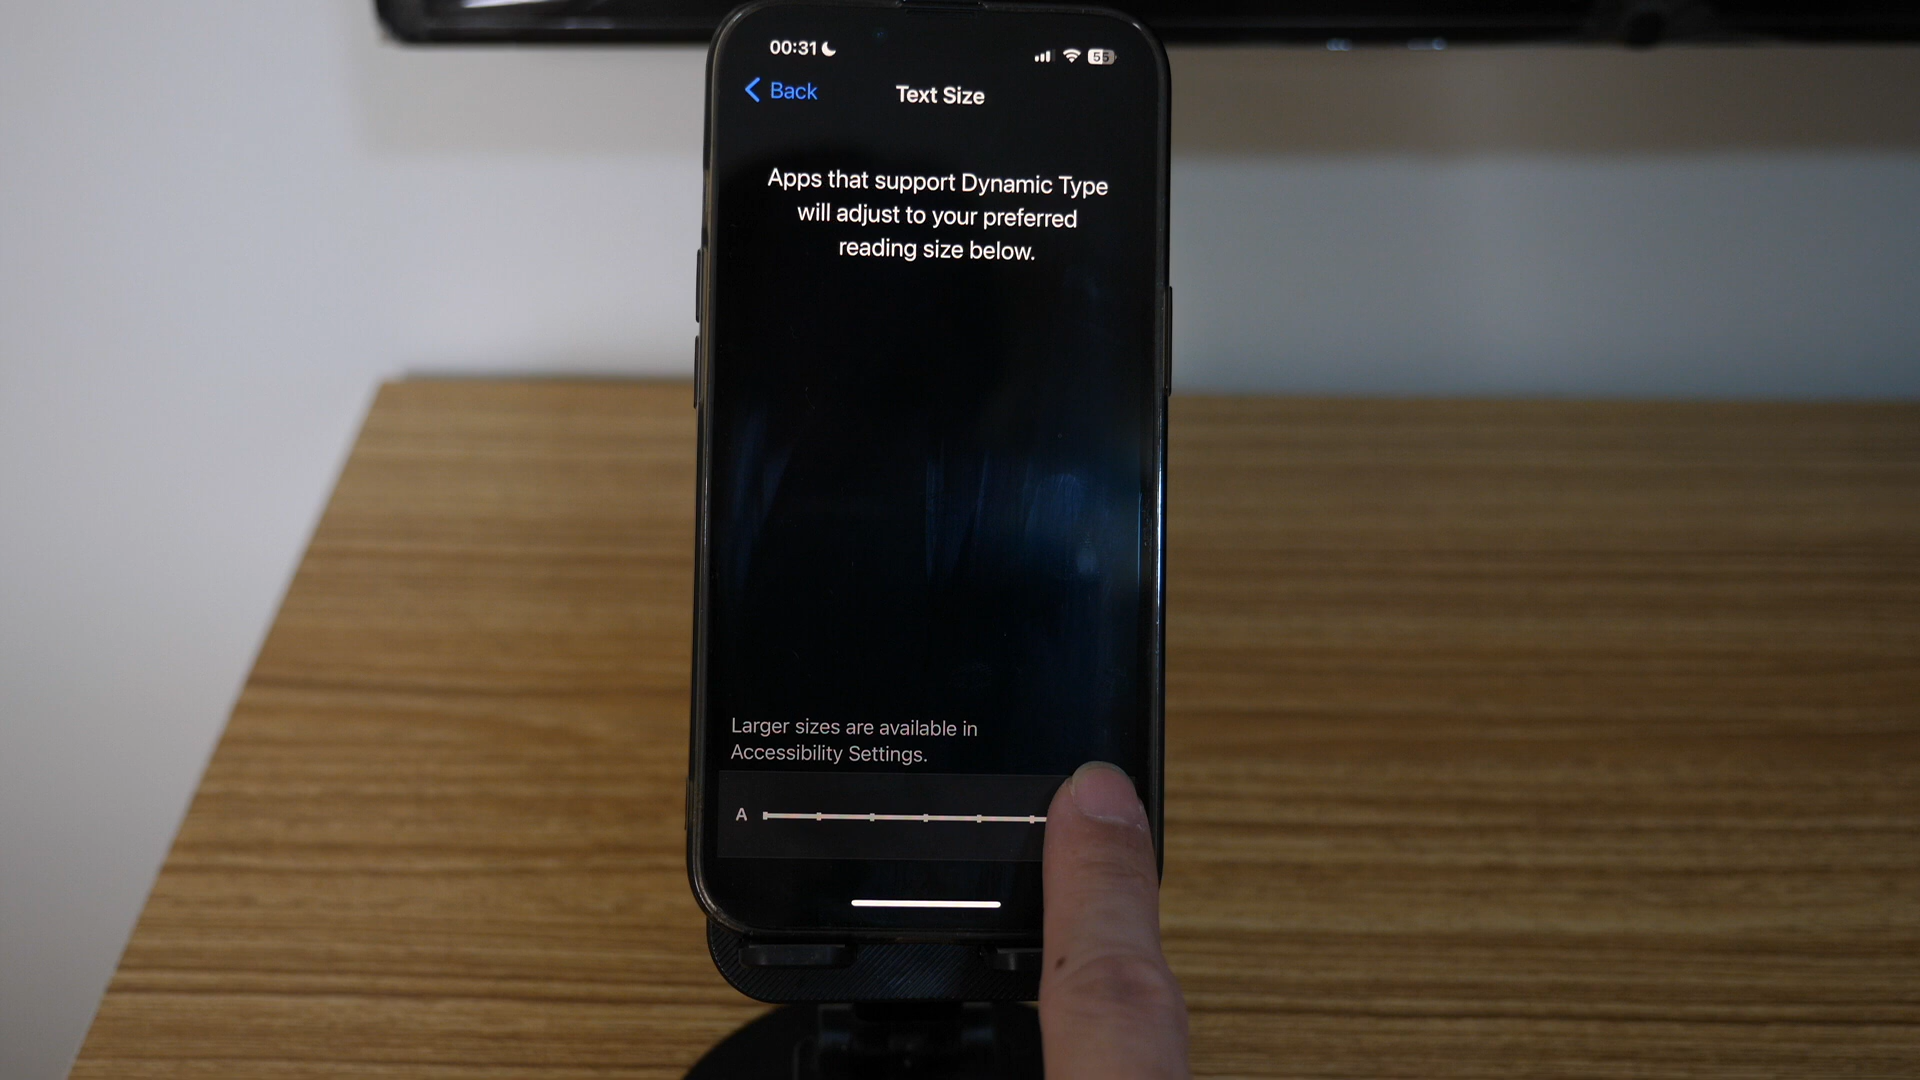 00:31
55
Back
Text Size
Apps that support Dynamic Type
will adjust to your preferred
reading size below.
Larger sizes are available in
Accessibility Settings.
A